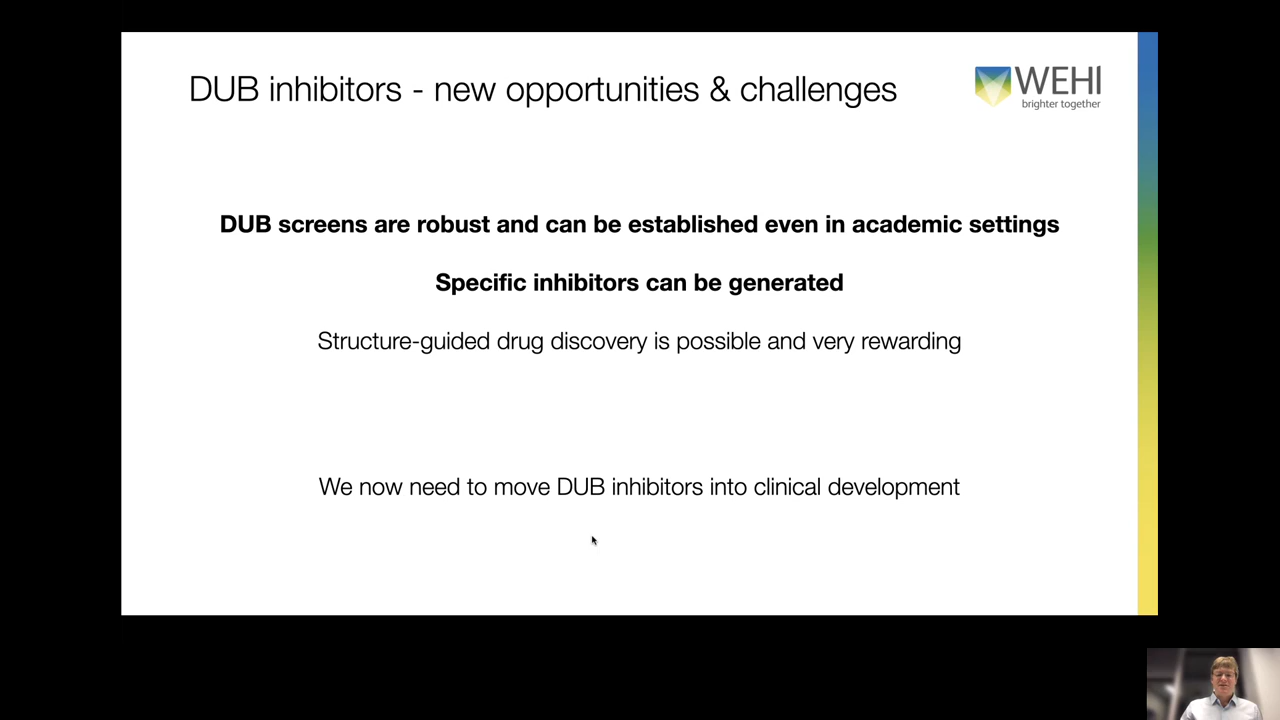 DUB inhibitors - new opportunities & challenges
WEHI
brighter together
DUB screens are robust and can be established even in academic settings
Specific inhibitors can be generated
Structure-guided drug discovery is possible and very rewarding
We now need to move DUB inhibitors into clinical development